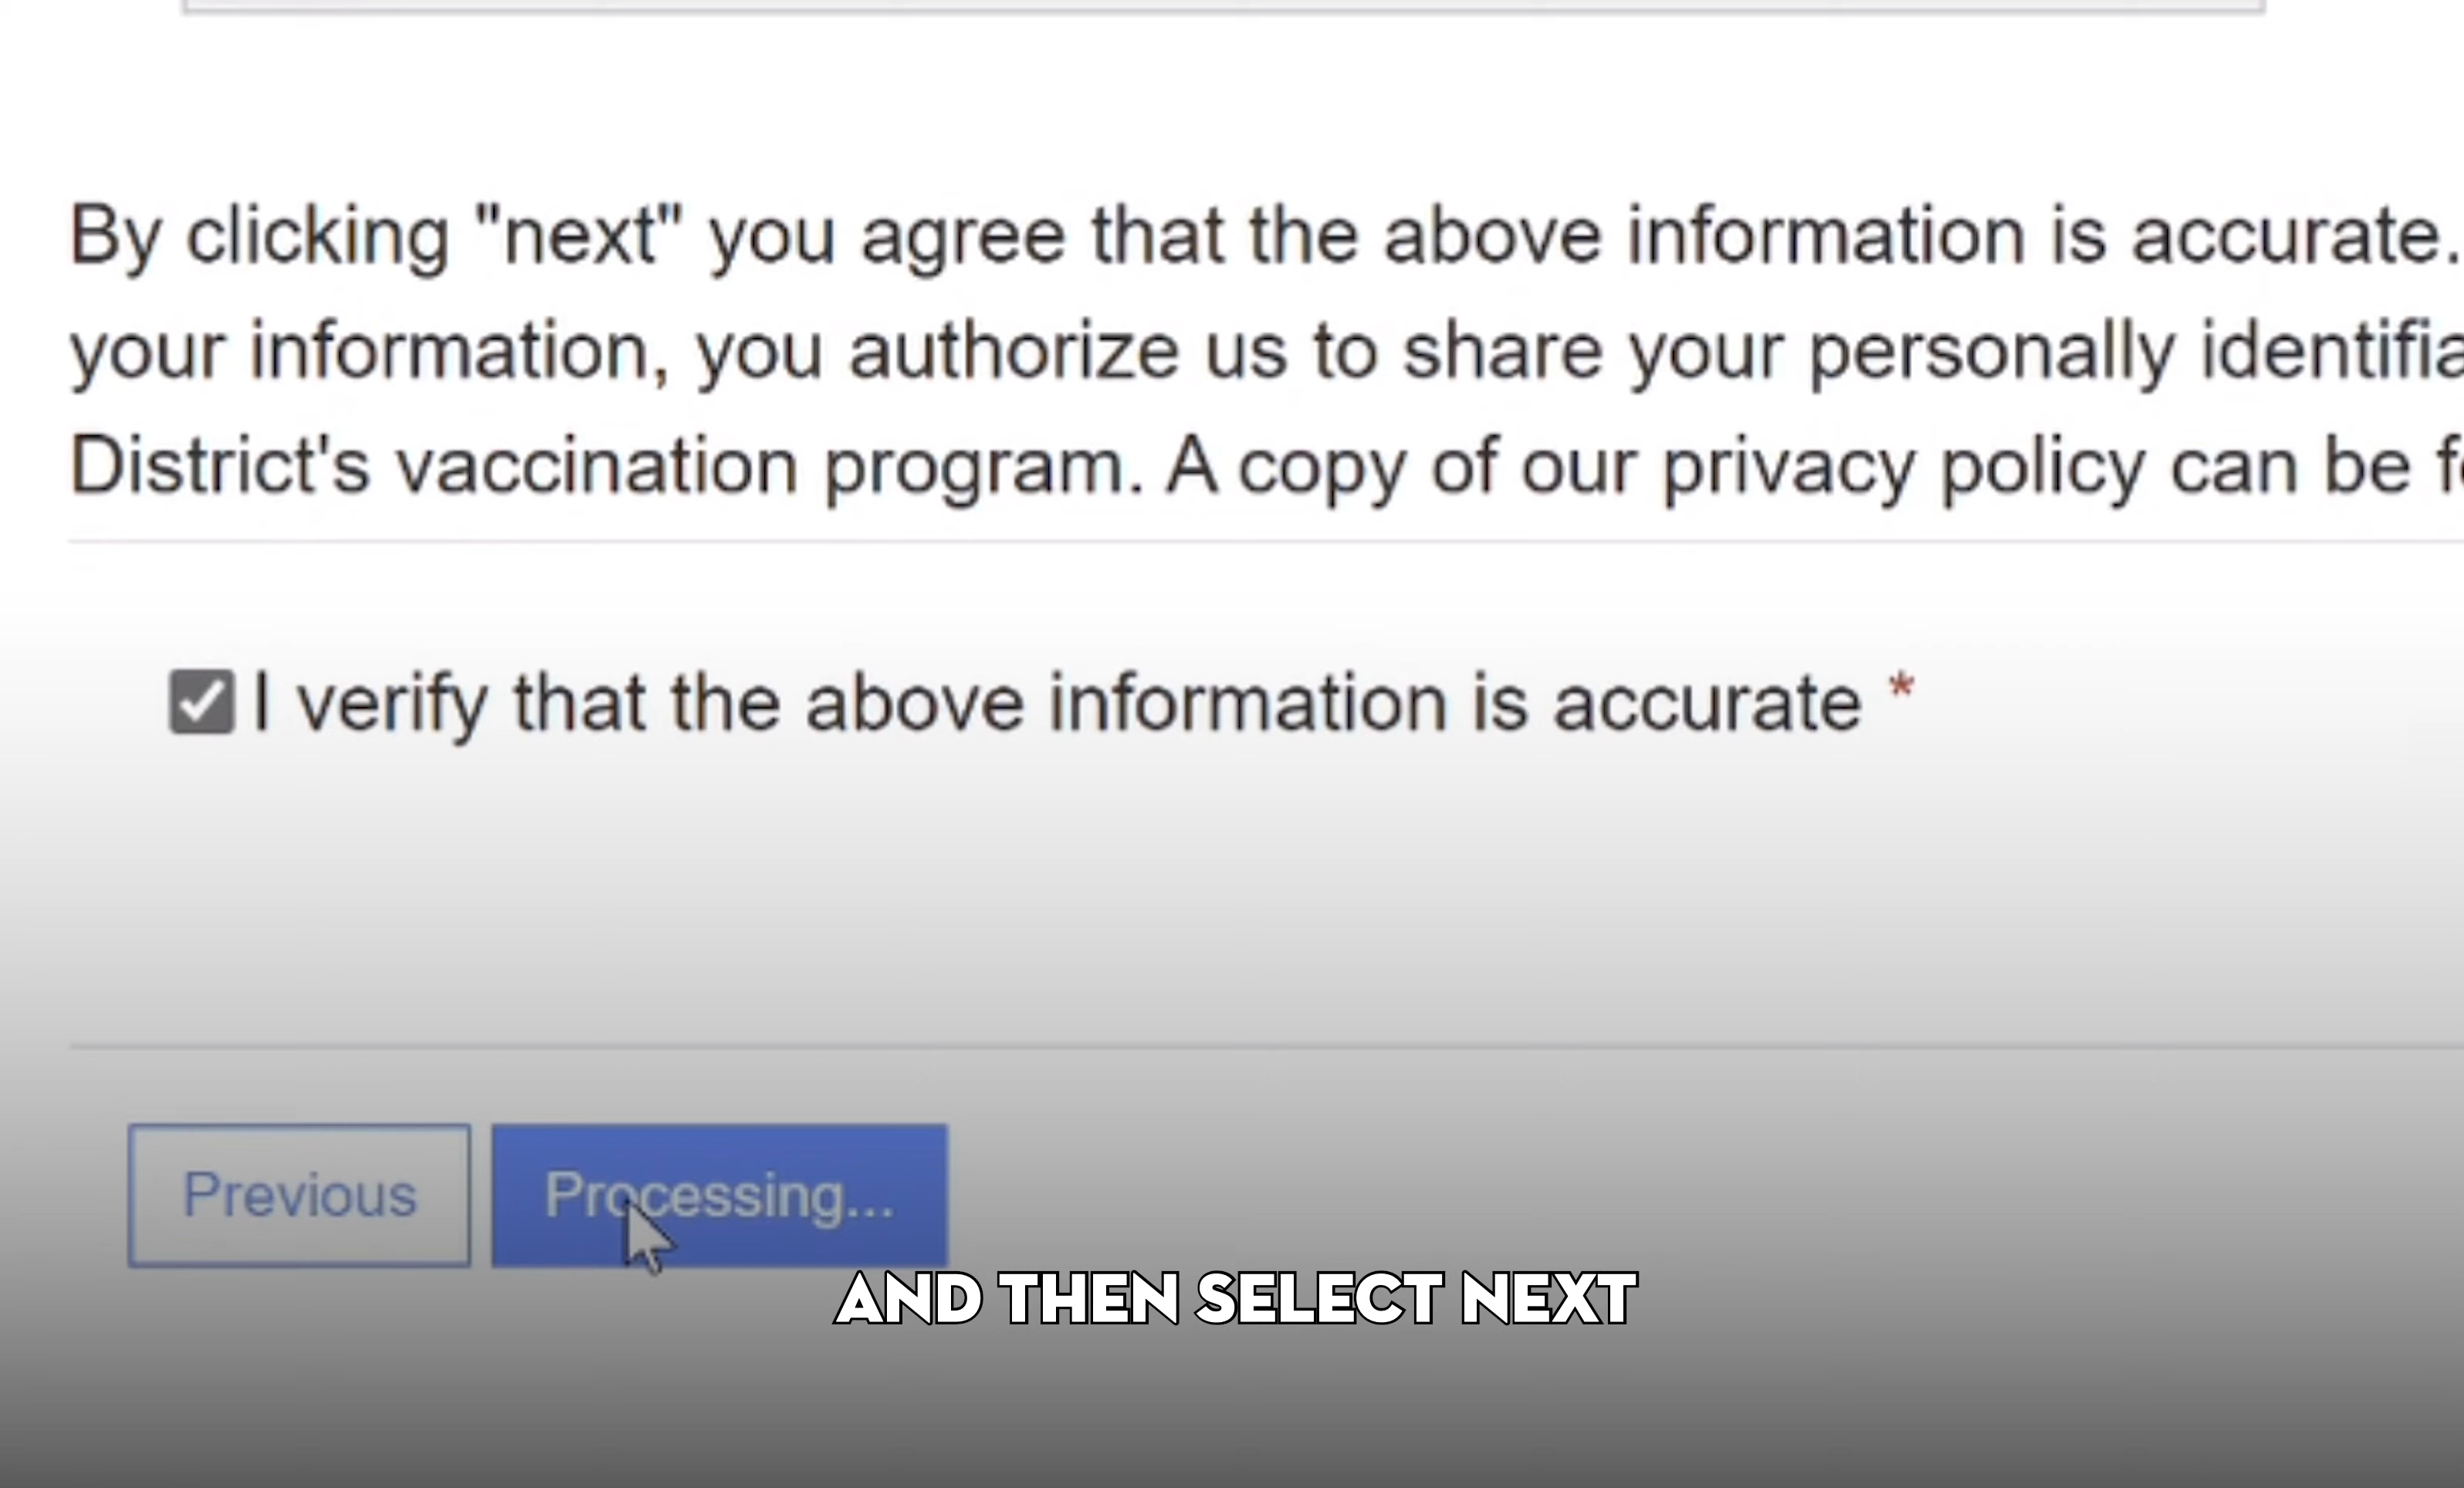 By clicking "next" you agree that the above information is accurate.
your information, you authorize us to share your personally
District's vaccination program. A copy of our privacy policy can be
I verify that the above information is accurate *
Previous
Processing...
AND THEN SELECT NEXT